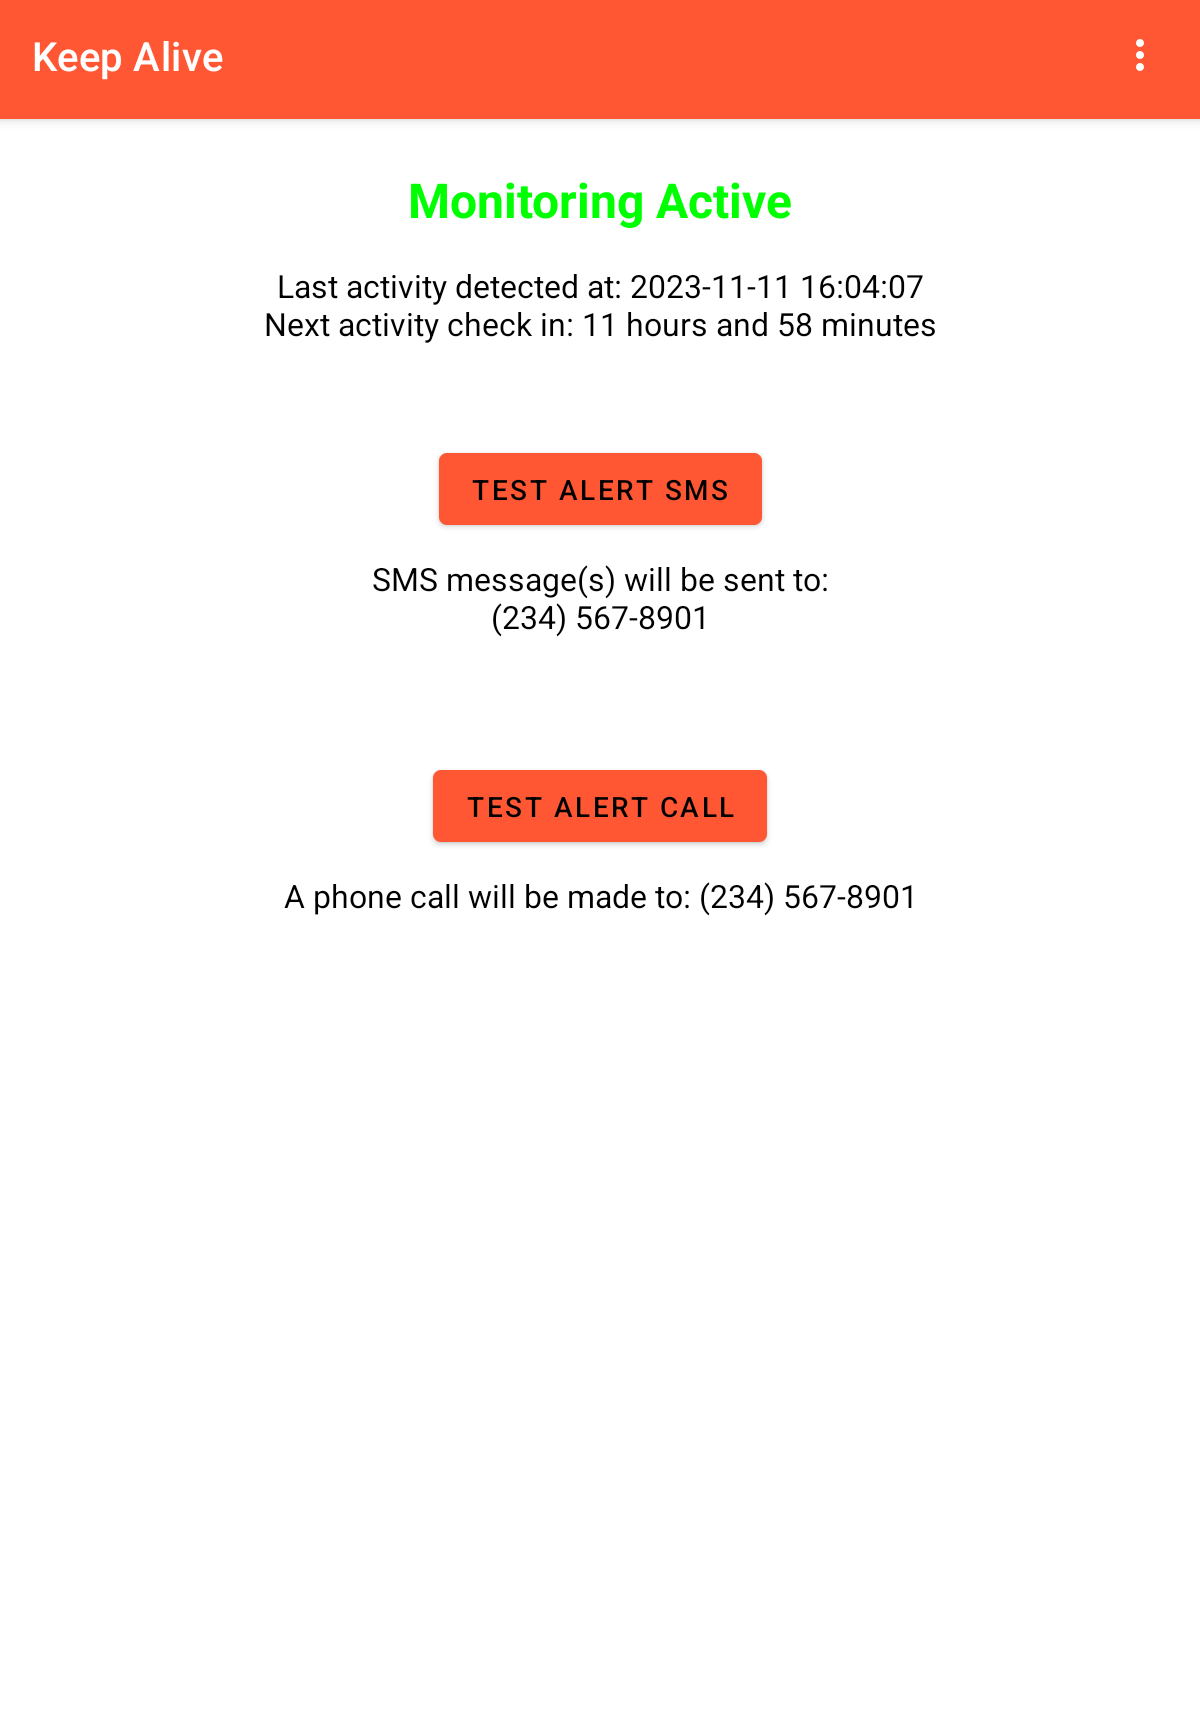 Keep Alive
Monitoring Active
Last activity detected at: 2023-11-11 16:04:07
Next activity check in: 11 hours and 58 minutes
TEST ALERT SMS
SMS message(s) will be sent to:
(234) 567-8901
TEST ALERT CALL
A phone call will be made to: (234) 567-8901